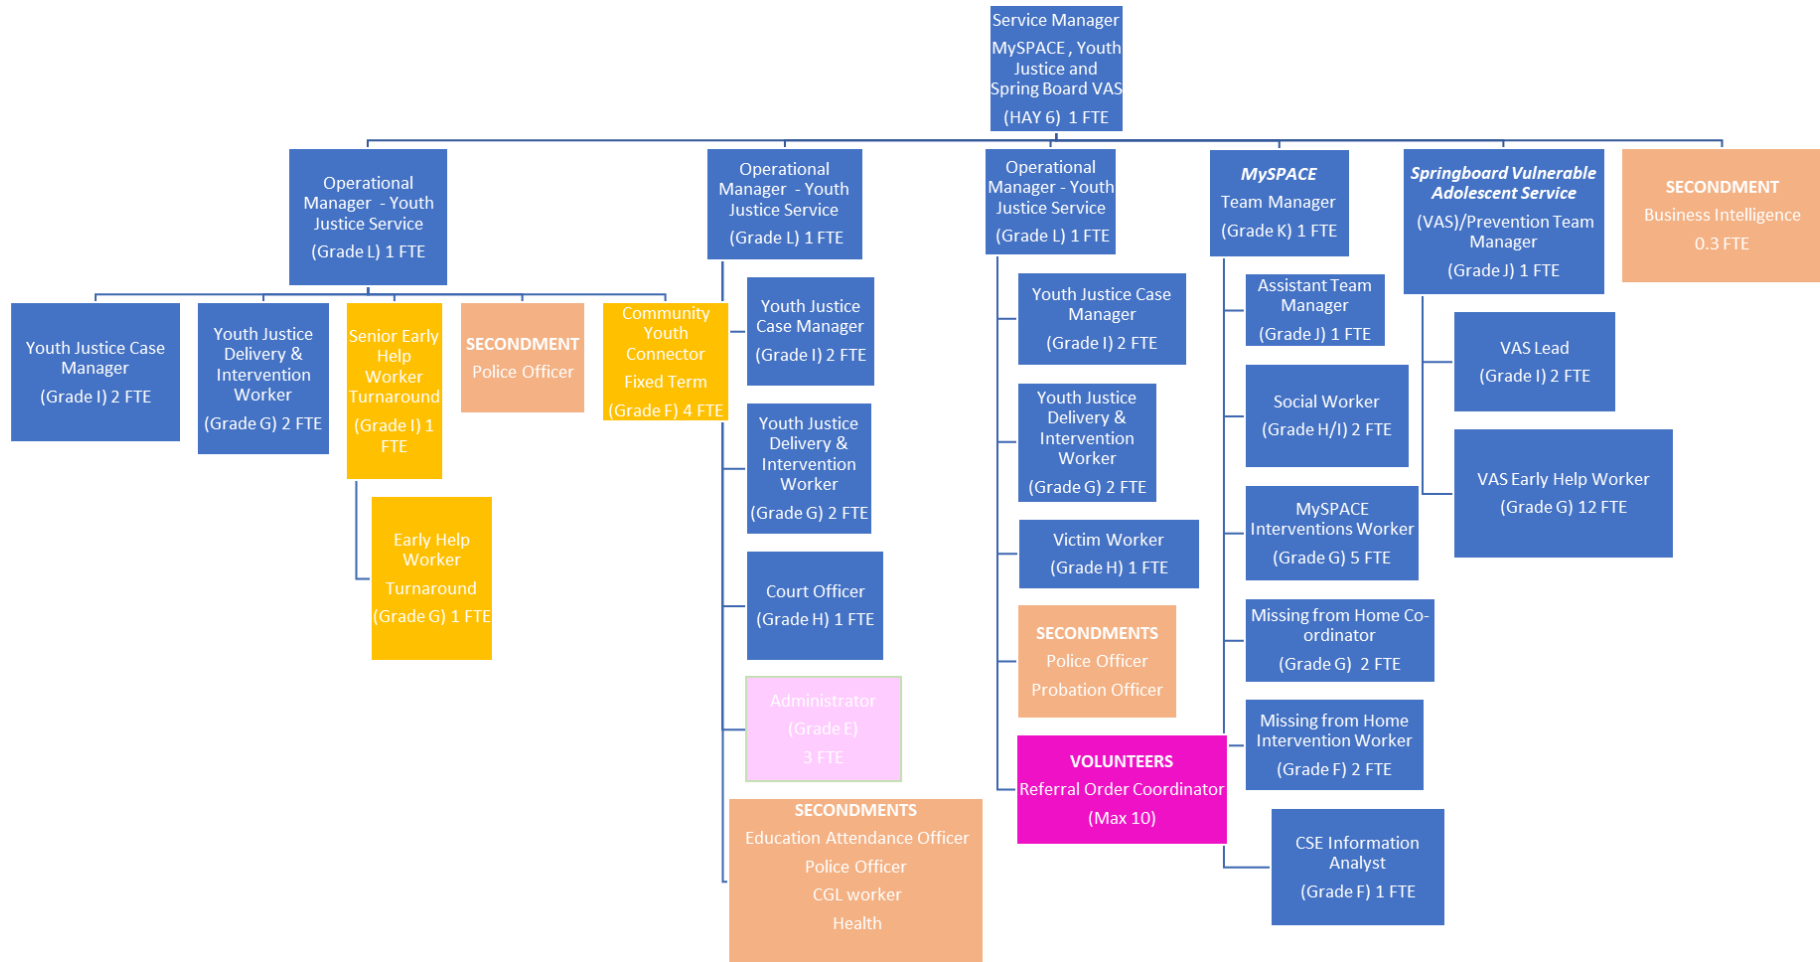 Service Manager
MySPACE , Youth
Justice and
Spring Board VAS
(HAY 6)  1 FTE
Operational
Manager  - Youth
Justice Service
(Grade L) 1 FTE
Youth Justice Case
Manager
(Grade I) 2 FTE
Youth Justice
Delivery &
Intervention
Worker
(Grade G) 2 FTE
Senior Early
Help
Worker
Turnaround
(Grade I) 1
FTE
Early Help
Worker
Turnaround
(Grade G) 1 FTE
SECONDMENT
Police Officer
Community
Youth
Connector
Fixed Term
(Grade F) 4 FTE
Operational
Manager  - Youth
Justice Service
(Grade L) 1 FTE
Youth Justice
Case Manager
(Grade I) 2 FTE
Youth Justice
Delivery &
Intervention
Worker
(Grade G) 2 FTE
Court Officer
(Grade H) 1 FTE
Administrator
(Grade E)
3 FTE
SECONDMENTS
Education Attendance Officer
Police Officer
CGL worker
Health
Operational
Manager - Youth
Justice Service
(Grade L) 1 FTE
Youth Justice Case
Manager
(Grade I) 2 FTE
Youth Justice
Delivery &
Intervention
Worker
(Grade G) 2 FTE
Victim Worker
(Grade H) 1 FTE
SECONDMENTS
Police Officer
Probation Officer
VOLUNTEERS
Referral Order Coordinator
(Max 10)
MySPACE
Team Manager
(Grade K) 1 FTE
Assistant Team
Manager
(Grade J) 1 FTE
Social Worker
(Grade H/I) 2 FTE
MySPACE
Interventions Worker
(Grade G) 5 FTE
Missing from Home Co-
ordinator
(Grade G)  2 FTE
Missing from Home
Intervention Worker
(Grade F) 2 FTE
CSE Information
Analyst
(Grade F) 1 FTE
Springboard Vulnerable
Adolescent Service
(VAS)/Prevention Team
Manager
(Grade J) 1 FTE
VAS Lead
(Grade I) 2 FTE
VAS Early Help Worker
(Grade G) 12 FTE
SECONDMENT
Business Intelligence
0.3 FTE